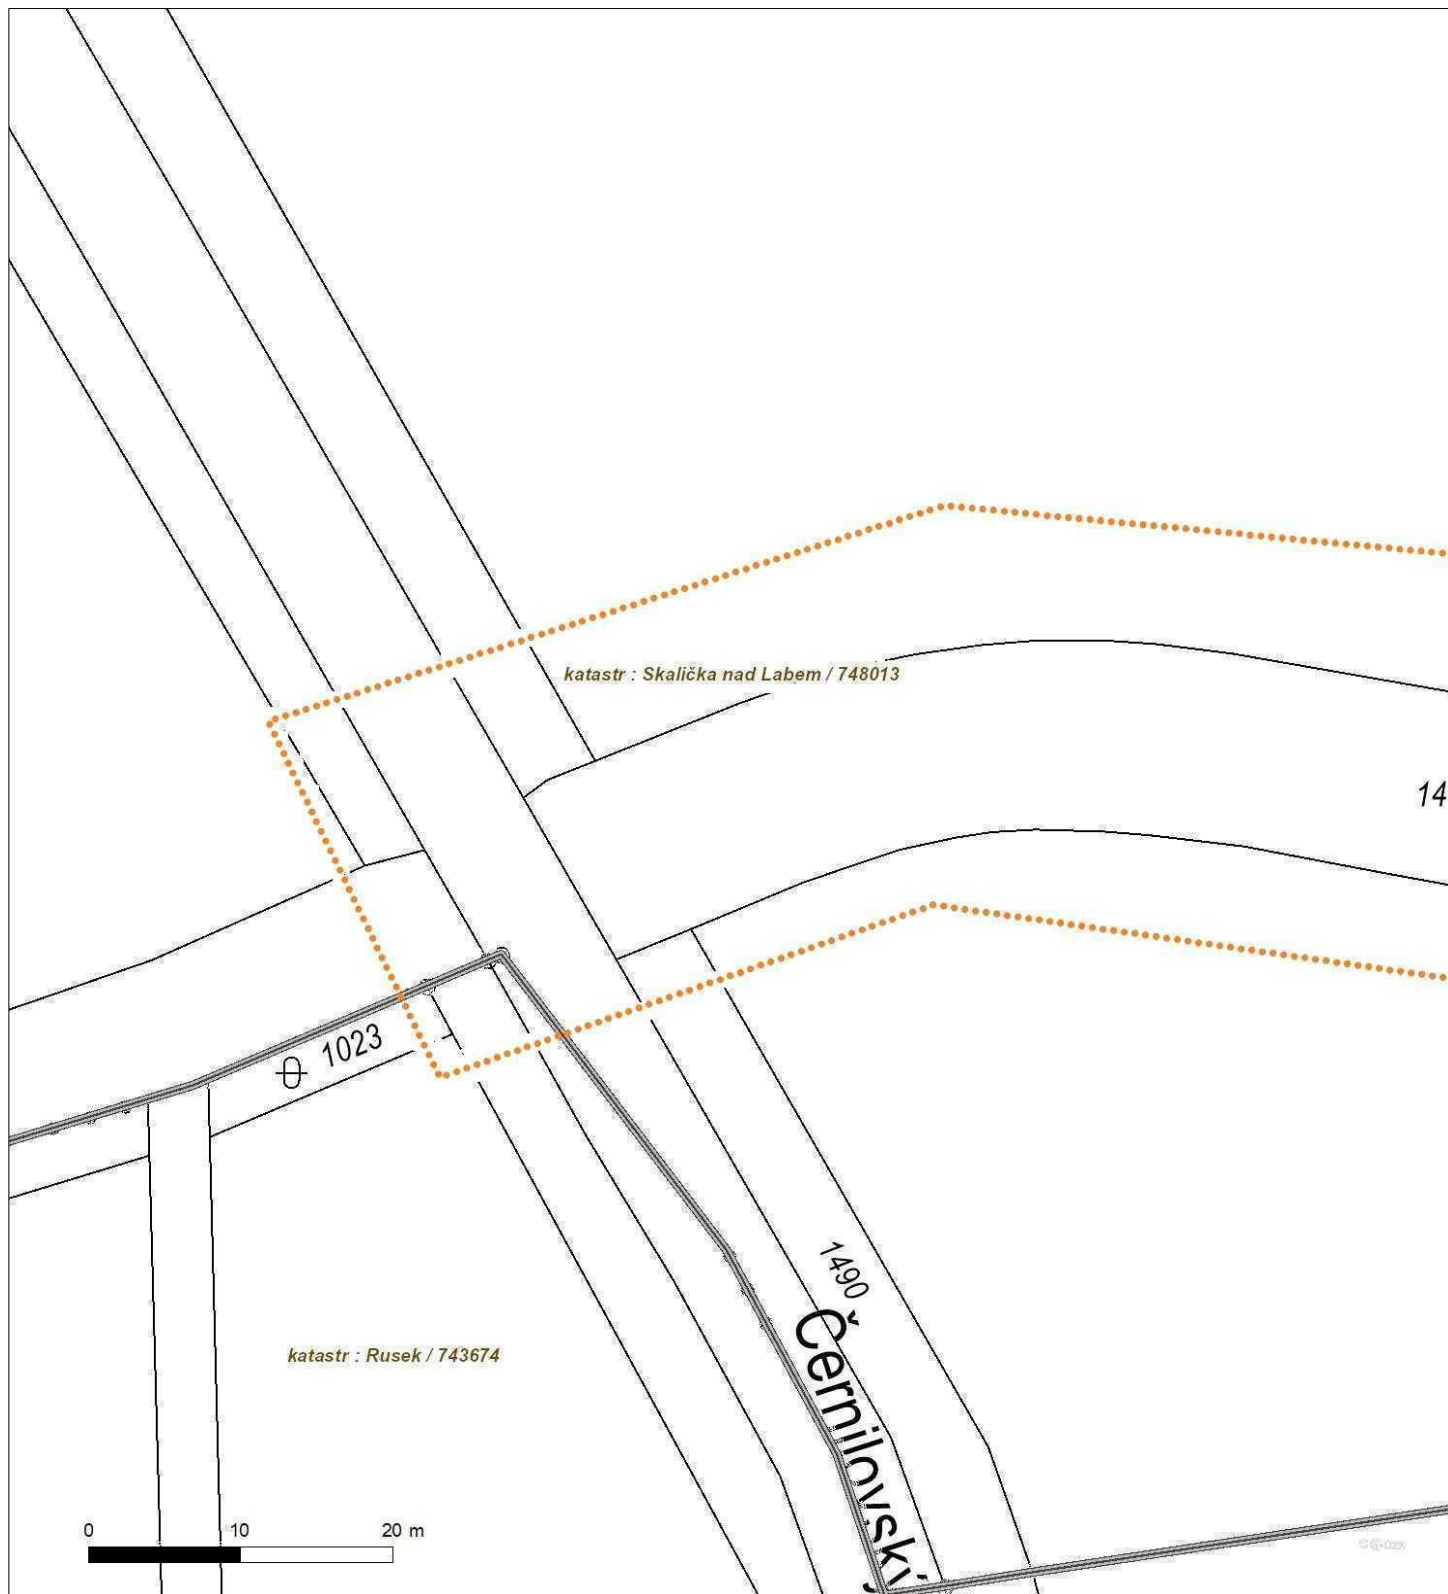 katastr : Skalička nad Labem / 748013
14
1023
1490
Černilovský
katastr : Rusek / 743674
0 10 20 m